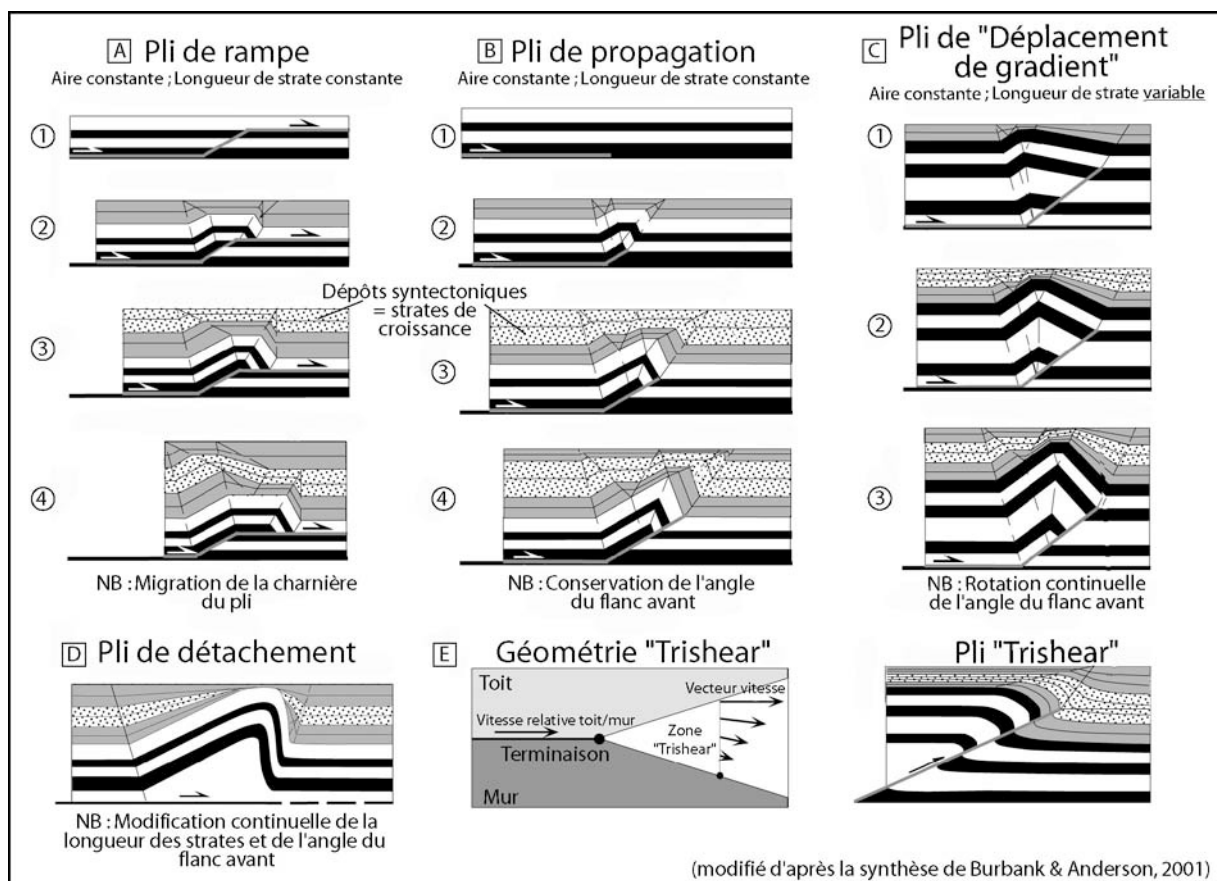 A Pli de rampe
Aire constante ; Longueur de strate constante
1
2
3
4
NB : Migration de la charnière
du pli
B Pli de propagation
Aire constante ; Longueur de strate constante
1
2
Dépôts syntectoniques
= strates de
croissance
3
4
NB : Conservation de l'angle
du flanc avant
C Pli de "Déplacement
de gradient"
Aire constante ; Longueur de strate variable
1
2
3
NB : Rotation continuelle
de l'angle du flanc avant
D Pli de détachement
NB : Modification continuelle de la
longueur des strates et de l'angle du
flanc avant
E Géométrie "Trishear"
Toit
Vecteur vitesse
Vitesse relative toit/mur
Zone
"Trishear"
Terminaison
Mur
Pli "Trishear"
(modifié d'après la synthèse de Burbank & Anderson, 2001)